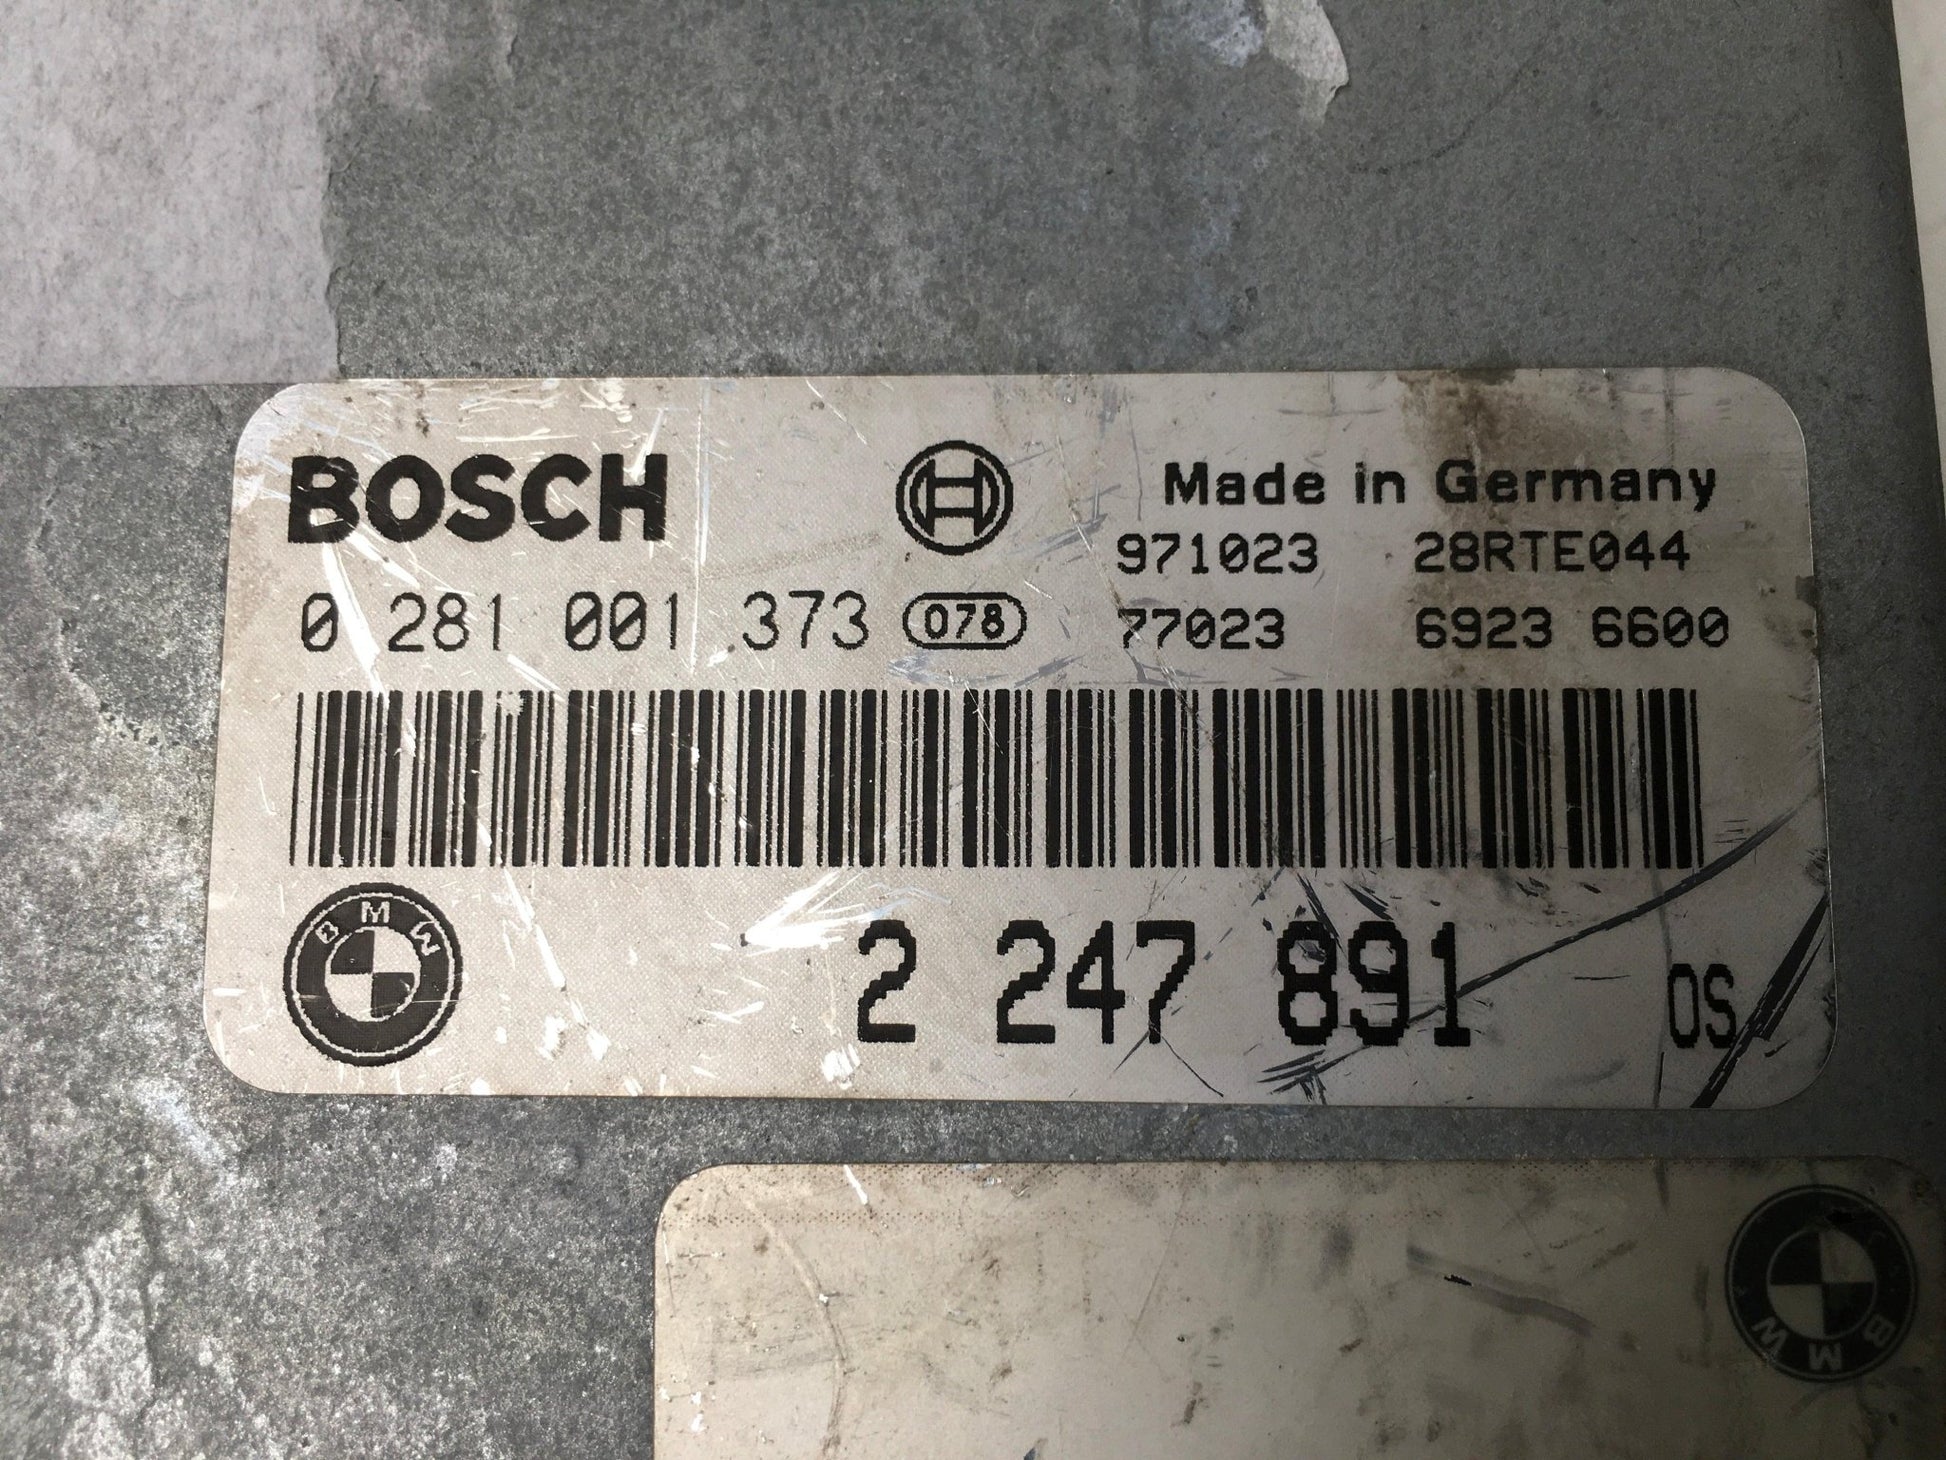 BOSCH Made in Germany
971023 28RTE044
0 281 001 373 078 77023 6923 6600
BMW
2 247 891 OS
BMW